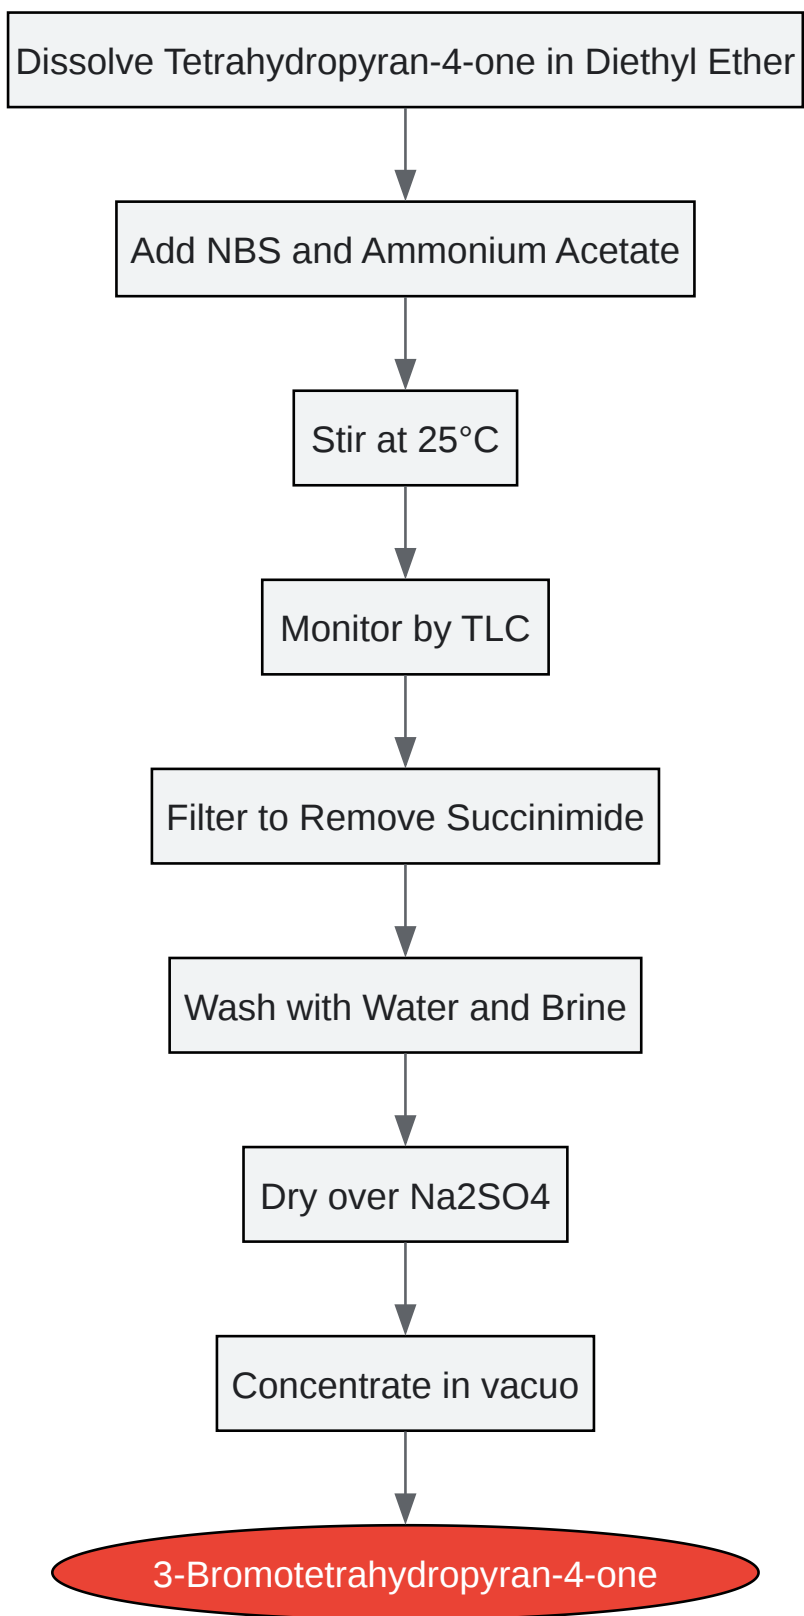 Dissolve Tetrahydropyran-4-one in Diethyl Ether
Add NBS and Ammonium Acetate
Stir at 25°C
Monitor by TLC
Filter to Remove Succinimide
Wash with Water and Brine
Dry over Na2SO4
Concentrate in vacuo
3-Bromotetrahydropyran-4-one